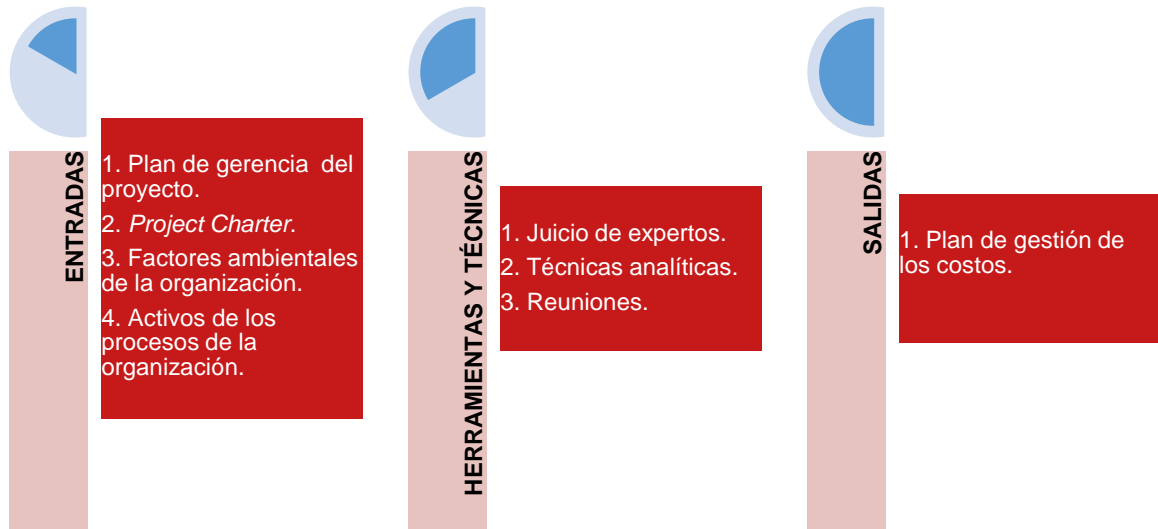 ENTRADAS
1. Plan de gerencia del
proyecto.
2. Project Charter.
3. Factores ambientales
de la organización.
4. Activos de los
procesos de la
organización.
HERRAMIENTAS Y TÉCNICAS
1. Juicio de expertos.
2. Técnicas analíticas.
3. Reuniones.
SALIDAS
1. Plan de gestión de
los costos.